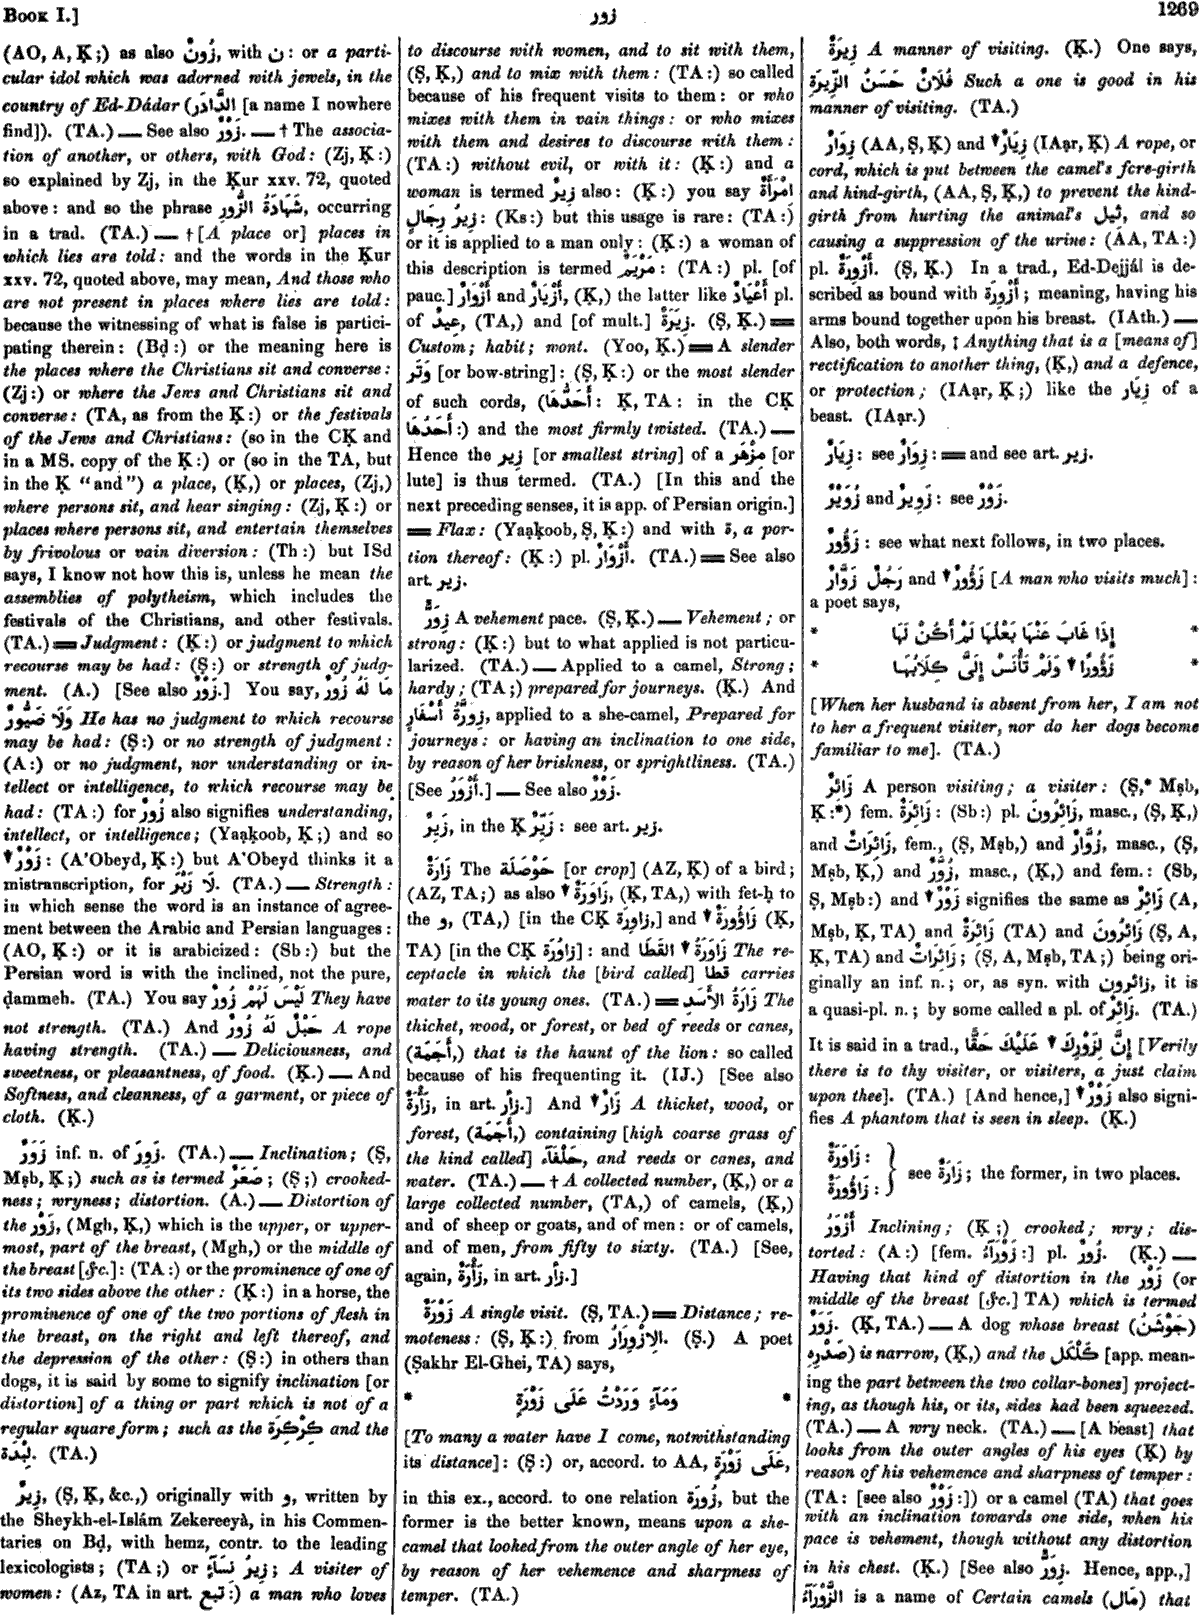 Book I.]
زور
1269
(AO, A, Ḳ;) as also زُونٌ, with ن: or a parti-
cular idol which was adorned with jewels, in the
country of Ed-Dádar (الدَّادَر [a name I nowhere
find]). (TA.) — See also زَوْرٌ. — † The associa-
tion of another, or others, with God: (Zj, Ḳ:)
so explained by Zj, in the Ḳur xxv. 72, quoted
above: and so the phrase شَهَادَةُ الزُّورِ, occurring
in a trad. (TA.) — † [A place or] places in
which lies are told: and the words in the Ḳur
xxv. 72, quoted above, may mean, And those who
are not present in places where lies are told:
because the witnessing of what is false is partici-
pating therein: (Bḍ:) or the meaning here is
the places where the Christians sit and converse:
(Zj:) or where the Jews and Christians sit and
converse: (TA, as from the Ḳ:) or the festivals
of the Jews and Christians: (so in the CḲ and
in a MS. copy of the Ḳ:) or (so in the TA, but
in the Ḳ “and”) a place, (Ḳ,) or places, (Zj,)
where persons sit, and hear singing: (Zj, Ḳ:) or
places where persons sit, and entertain themselves
by frivolous or vain diversion: (Th:) but ISd
says, I know not how this is, unless he mean the
assemblies of polytheism, which includes the
festivals of the Christians, and other festivals.
(TA.) ═ Judgment: (Ḳ:) or judgment to which
recourse may be had: (Ṣ:) or strength of judg-
ment. (A.) [See also زَوْرٌ.] You say, مَا لَهُ زُورٌ
وَلَا صَيُّورٌ He has no judgment to which recourse
may be had: (Ṣ:) or no strength of judgment:
(A:) or no judgment, nor understanding or in-
tellect or intelligence, to which recourse may be
had: (TA:) for زُورٌ also signifies understanding,
intellect, or intelligence; (Yaạḳoob, Ḳ;) and so
▼ زَوْرٌ: (A'Obeyd, Ḳ:) but A'Obeyd thinks it a
mistranscription, for لَا زَبْرَ. (TA.) — Strength:
in which sense the word is an instance of agree-
ment between the Arabic and Persian languages:
(AO, Ḳ:) or it is arabicized: (Sb:) but the
Persian word is with the inclined, not the pure,
ḍammeh. (TA.) You say لَيْسَ لَهُمْ زُورٌ They have
not strength. (TA.) And حَبْلٌ لَهُ زُورٌ A rope
having strength. (TA.) — Deliciousness, and
sweetness, or pleasantness, of food. (Ḳ.) — And
Softness, and cleanness, of a garment, or piece of
cloth. (Ḳ.)
زَوَرٌ inf. n. of زَوِرَ. (TA.) — Inclination; (Ṣ,
Mṣb, Ḳ;) such as is termed صَعَرٌ; (Ṣ;) crooked-
ness; wryness; distortion. (A.) — Distortion of
the زَوْر, (Mgh, Ḳ,) which is the upper, or upper-
most, part of the breast, (Mgh,) or the middle of
the breast [&c.]: (TA:) or the prominence of one of
its two sides above the other: (Ḳ:) in a horse, the
prominence of one of the two portions of flesh in
the breast, on the right and left thereof, and
the depression of the other: (Ṣ:) in others than
dogs, it is said by some to signify inclination [or
distortion] of a thing or part which is not of a
regular square form; such as the كِرْكِرَة and the
لِبْدَة. (TA.)
زِيرٌ, (Ṣ, Ḳ, &c.,) originally with و, written by
the Sheykh-el-Islám Zekereeyà, in his Commen-
taries on Bḍ, with hemz, contr. to the leading
lexicologists; (TA;) or زِيرُ نِسَآءٍ; A visiter of
women: (Az, TA in art. تبع:) a man who loves
to discourse with women, and to sit with them,
(Ṣ, Ḳ,) and to mix with them: (TA:) so called
because of his frequent visits to them: or who
mixes with them in vain things: or who mixes
with them and desires to discourse with them:
(TA:) without evil, or with it: (Ḳ:) and a
woman is termed زِيرٌ also: (Ḳ:) you say اِمْرَأَةٌ
زِيرُ رِجَالٍ: (Ks:) but this usage is rare: (TA:)
or it is applied to a man only: (Ḳ:) a woman of
this description is termed مَرْيَمٌ: (TA:) pl. [of
pauc.] أَزْوَارٌ and أَزْيَارٌ, (Ḳ,) the latter like أَعْيَادٌ pl.
of عِيدٌ, (TA,) and [of mult.] زِيَرَةٌ. (Ṣ, Ḳ.) ═
Custom; habit; wont. (Yoo, Ḳ.) ═ A slender
وَتَر [or bow-string]: (Ṣ, Ḳ:) or the most slender
of such cords, (أَحَدُّهَا: Ḳ, TA: in the CḲ
أَحَدُهَا:) and the most firmly twisted. (TA.) —
Hence the زِير [or smallest string] of a مِزْهَر [or
lute] is thus termed. (TA.) [In this and the
next preceding senses, it is app. of Persian origin.]
═ Flax: (Yaạḳoob, Ṣ, Ḳ:) and with ة, a por-
tion thereof: (Ḳ:) pl. أَزْوَارٌ. (TA.) ═ See also
art. زير.
زِوَرٌّ A vehement pace. (Ṣ, Ḳ.) — Vehement; or
strong: (Ḳ:) but to what applied is not particu-
larized. (TA.) — Applied to a camel, Strong;
hardy; (TA;) prepared for journeys. (Ḳ.) And
زِوَرَّةُ أَسْفَارٍ, applied to a she-camel, Prepared for
journeys: or having an inclination to one side,
by reason of her briskness, or sprightliness. (TA.)
[See أَزْوَرُ.] — See also زَوْرٌ.
زَيِرٌ, in the Ḳ زَيِّرٌ: see art. زير.
زَارَةٌ The حَوْصَلَة [or crop] (AZ, Ḳ) of a bird;
(AZ, TA;) as also ▼ زَاوَرَةٌ, (Ḳ, TA,) with fet-ḥ to
the و, (TA,) [in the CḲ زاوِرَة,] and ▼ زَاوُورَةٌ (Ḳ,
TA) [in the CḲ زاوُرَة]: and زَاوَرَةُ ▼ القَطَا The re-
ceptacle in which the [bird called] قطا carries
water to its young ones. (TA.) ═ زَارَةُ الأَسَدِ The
thicket, wood, or forest, or bed of reeds or canes,
(أَجَمَة,) that is the haunt of the lion: so called
because of his frequenting it. (IJ.) [See also
زَأْرَةٌ, in art. زأر.] And ▼ زَارٌ A thicket, wood, or
forest, (أَجَمَة,) containing [high coarse grass of
the kind called] حَلْفَآء, and reeds or canes, and
water. (TA.) — † A collected number, (Ḳ,) or a
large collected number, (TA,) of camels, (Ḳ,)
and of sheep or goats, and of men: or of camels,
and of men, from fifty to sixty. (TA.) [See,
again, زَأْرَةٌ, in art. زأر.]
زَوْرَةٌ A single visit. (Ṣ, TA.) ═ Distance; re-
moteness: (Ṣ, Ḳ:) from الاِزْوِرَارُ. (Ṣ.) A poet
(Ṣakhr El-Ghei, TA) says,
* وَمَآءٍ وَرَدْتُ عَلَى زَوْرَةٍ *
[To many a water have I come, notwithstanding
its distance]: (Ṣ:) or, accord. to AA, عَلَى زَوْرَةٍ,
in this ex., accord. to one relation زُورَةٍ, but the
former is the better known, means upon a she-
camel that looked from the outer angle of her eye,
by reason of her vehemence and sharpness of
temper. (TA.)
زِيرَةٌ A manner of visiting. (Ḳ.) One says,
فُلَانٌ حَسَنُ الزِّيرَةِ Such a one is good in his
manner of visiting. (TA.)
زِوَارٌ (AA, Ṣ, Ḳ) and ▼ زِيَارٌ (IAạr, Ḳ) A rope, or
cord, which is put between the camel's fore-girth
and hind-girth, (AA, Ṣ, Ḳ,) to prevent the hind-
girth from hurting the animal's ثِيل, and so
causing a suppression of the urine: (AA, TA:)
pl. أَزْوِرَةٌ. (Ṣ, Ḳ.) In a trad., Ed-Dejjál is de-
scribed as bound with أَزْوِرَة; meaning, having his
arms bound together upon his breast. (IAth.) —
Also, both words, ‡ Anything that is a [means of]
rectification to another thing, (Ḳ,) and a defence,
or protection; (IAạr, Ḳ;) like the زِيَار of a
beast. (IAạr.)
زِيَارٌ: see زِوَارٌ: ═ and see art. زير.
زُوَيْرٌ and زَوِيرٌ: see زَوْرٌ.
زَؤُورٌ: see what next follows, in two places.
رَجُلٌ زَوَّارٌ and ▼ زَؤُورٌ [A man who visits much]:
a poet says,
* إِذَا غَابَ عَنْهَا بَعْلُهَا لَمْ أَكُنْ لَهَا *
* زَؤُورًا ▼ وَلَمْ تَأْنَسْ إِلَىَّ كِلَابُهَا *
[When her husband is absent from her, I am not
to her a frequent visiter, nor do her dogs become
familiar to me]. (TA.)
زَائِرٌ A person visiting; a visiter: (Ṣ,* Mṣb,
Ḳ:*) fem. زَائِرَةٌ: (Sb:) pl. زَائِرُونَ, masc., (Ṣ, Ḳ,)
and زَائِرَاتٌ, fem., (Ṣ, Mṣb,) and زُوَّارٌ, masc., (Ṣ,
Mṣb, Ḳ,) and زُوَّرٌ, masc., (Ḳ,) and fem.: (Sb,
Ṣ, Mṣb:) and ▼ زَوْرٌ signifies the same as زَائِرٌ (A,
Mṣb, Ḳ, TA) and زَائِرَةٌ (TA) and زَائِرُونَ (Ṣ, A,
Ḳ, TA) and زَائِرَاتٌ; (Ṣ, A, Mṣb, TA;) being ori-
ginally an inf. n.; or, as syn. with زائرون, it is
a quasi-pl. n.; by some called a pl. of زَائِرٌ. (TA.)
It is said in a trad., إِنَّ لِزَوْرِكَ ▼ عَلَيْكَ حَقًّا [Verily
there is to thy visiter, or visiters, a just claim
upon thee]. (TA.) [And hence,] ▼ زَوْرٌ also signi-
fies A phantom that is seen in sleep. (Ḳ.)
زَاوَرَةٌ:
زَاوُورَةٌ: } see زَارَةٌ; the former, in two places.
أَزْوَرُ Inclining; (Ḳ;) crooked; wry; dis-
torted: (A:) [fem. زَوْرَآءُ:] pl. زُورٌ. (Ḳ.) —
Having that kind of distortion in the زَوْر (or
middle of the breast [&c.] TA) which is termed
زَوَرٌ. (Ḳ, TA.) — A dog whose breast (جَوْشَنُ
صَدْرِهِ) is narrow, (Ḳ,) and the كَلْكَل [app. mean-
ing the part between the two collar-bones] project-
ing, as though his, or its, sides had been squeezed.
(TA.) — A wry neck. (TA.) — [A beast] that
looks from the outer angles of his eyes (Ḳ) by
reason of his vehemence and sharpness of temper:
(TA: [see also زِوَرٌّ:]) or a camel (TA) that goes
with an inclination towards one side, when his
pace is vehement, though without any distortion
in his chest. (Ḳ.) [See also زِوَرٌّ. Hence, app.,]
الزَّوْرَآءُ is a name of Certain camels (مَال) that